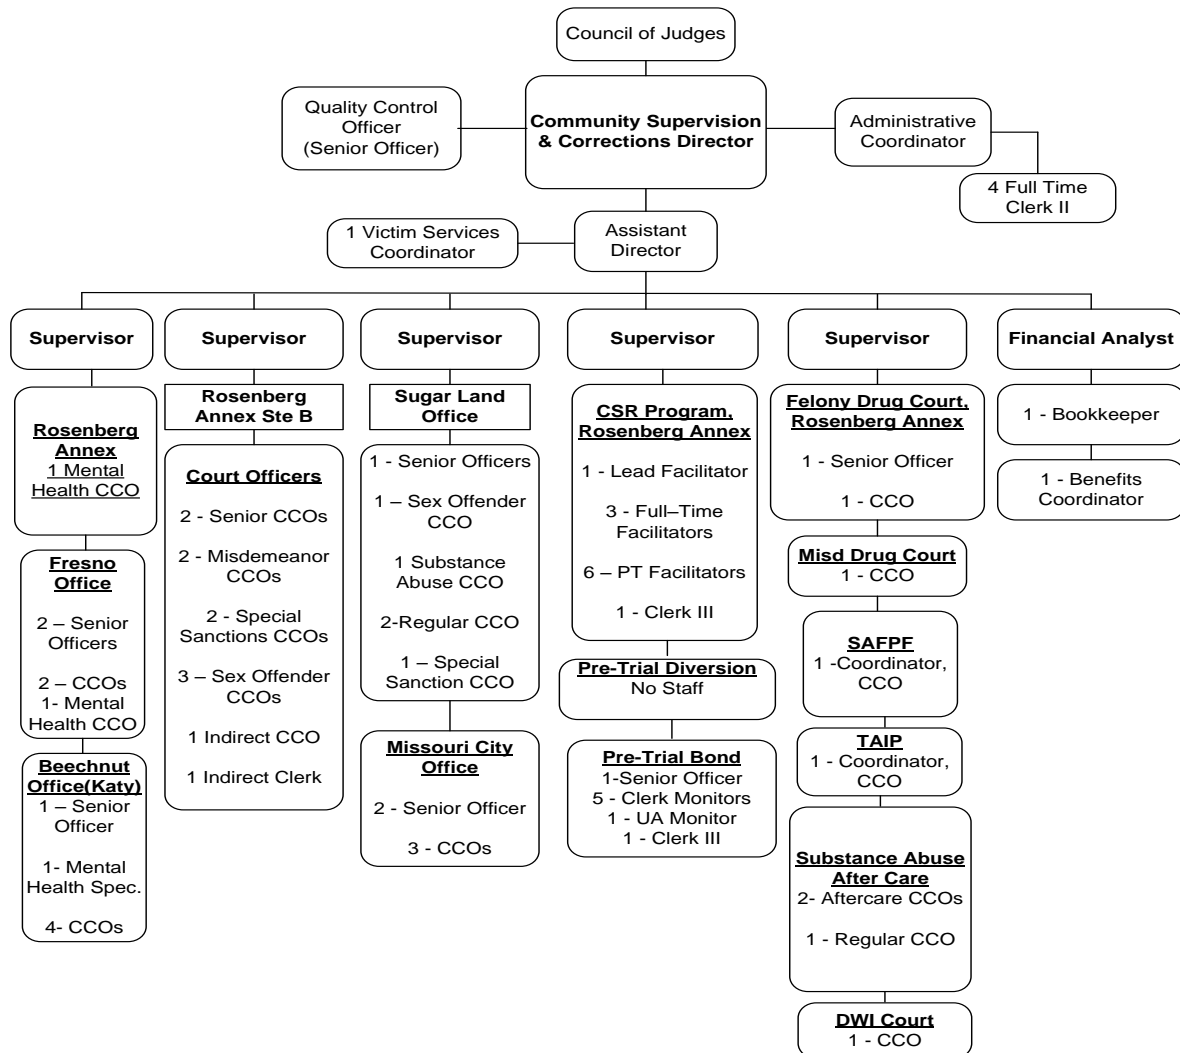 Council of Judges
Quality Control
Officer
(Senior Officer)
Community Supervision
& Corrections Director
Administrative
Coordinator
4 Full Time
Clerk II
1 Victim Services
Coordinator
Assistant
Director
Supervisor
Rosenberg
Annex
1 Mental
Health CCO
Fresno
Office
2 – Senior
Officers
2 – CCOs
1- Mental
Health CCO
Beechnut
Office(Katy)
1 – Senior
Officer
1- Mental
Health Spec.
4- CCOs
Supervisor
Rosenberg
Annex Ste B
Court Officers
2 - Senior CCOs
2 - Misdemeanor
CCOs
2 - Special
Sanctions CCOs
3 – Sex Offender
CCOs
1 Indirect CCO
1 Indirect Clerk
Supervisor
Sugar Land
Office
1 - Senior Officers
1 – Sex Offender
CCO
1 Substance
Abuse CCO
2-Regular CCO
1 – Special
Sanction CCO
Missouri City
Office
2 - Senior Officer
3 - CCOs
Supervisor
CSR Program,
Rosenberg Annex
1 - Lead Facilitator
3 - Full–Time
Facilitators
6 – PT Facilitators
1 - Clerk III
Pre-Trial Diversion
No Staff
Pre-Trial Bond
1-Senior Officer
5 - Clerk Monitors
1 - UA Monitor
1 - Clerk III
Supervisor
Felony Drug Court,
Rosenberg Annex
1 - Senior Officer
1 - CCO
Misd Drug Court
1 - CCO
SAFPF
1 -Coordinator,
CCO
TAIP
1 - Coordinator,
CCO
Substance Abuse
After Care
2- Aftercare CCOs
1 - Regular CCO
DWI Court
1 - CCO
Financial Analyst
1 - Bookkeeper
1 - Benefits
Coordinator